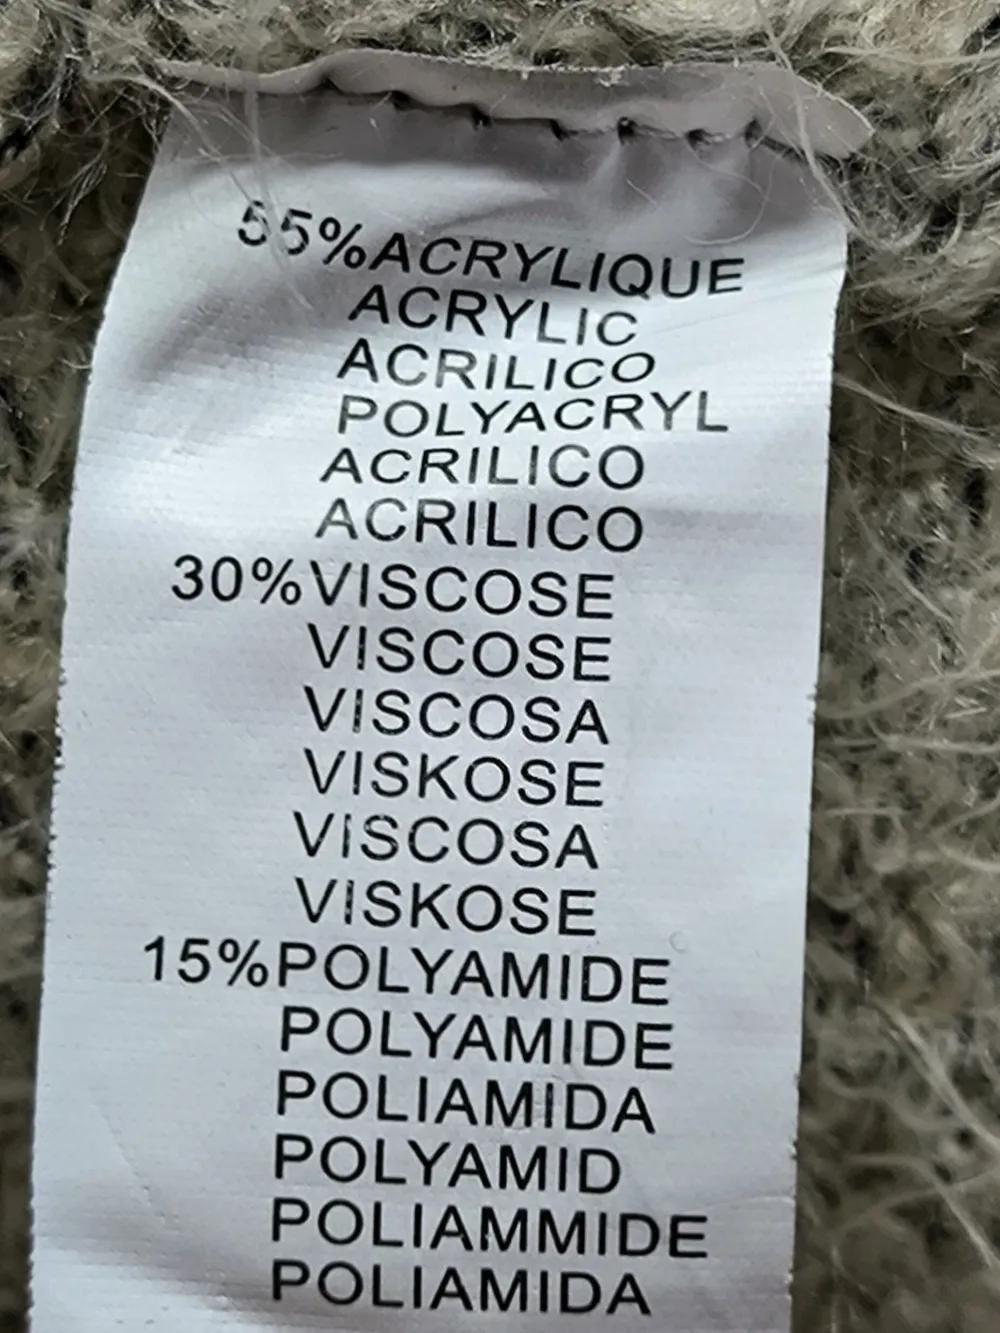 55%ACRYLIQUE
ACRYLIC
ACRILICO
POLYACRYL
ACRILICO
ACRILICO
30%VISCOSE
VISCOSE
VISCOSA
VISKOSE
VISCOSA
VISKOSE
15%POLYAMIDE
POLYAMIDE
POLIAMIDA
POLYAMID
POLIAMMIDE
POLIAMIDA